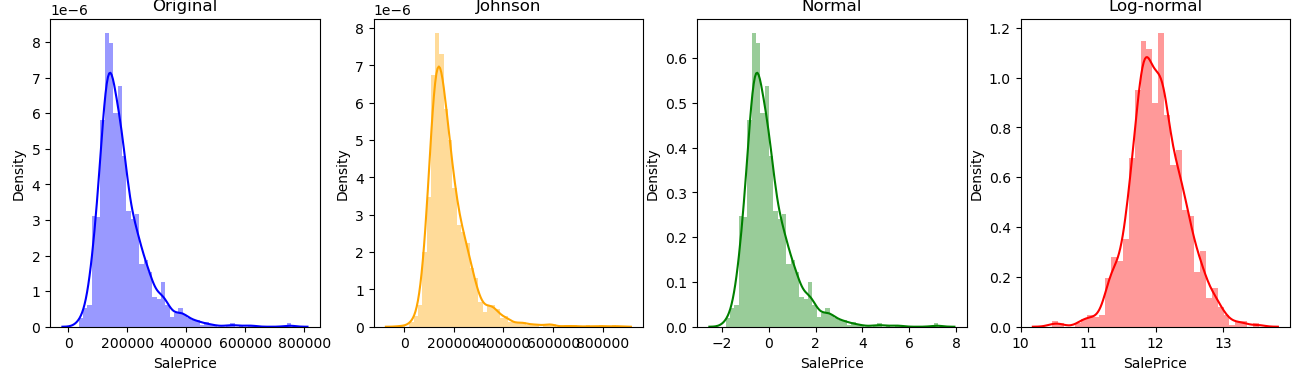 Original
1e−6
8
7
6
5
4
3
2
1
0
Density
0 200000 400000 600000 800000
SalePrice
Johnson
1e−6
8
7
6
5
4
3
2
1
0
Density
0 200000 400000 600000 800000
Normal
0.6
0.5
0.4
0.3
0.2
0.1
0.0
Density
−2 0 2 4 6 8
SalePrice
Log-normal
1.2
1.0
0.8
0.6
0.4
0.2
0.0
Density
10 11 12 13
SalePrice